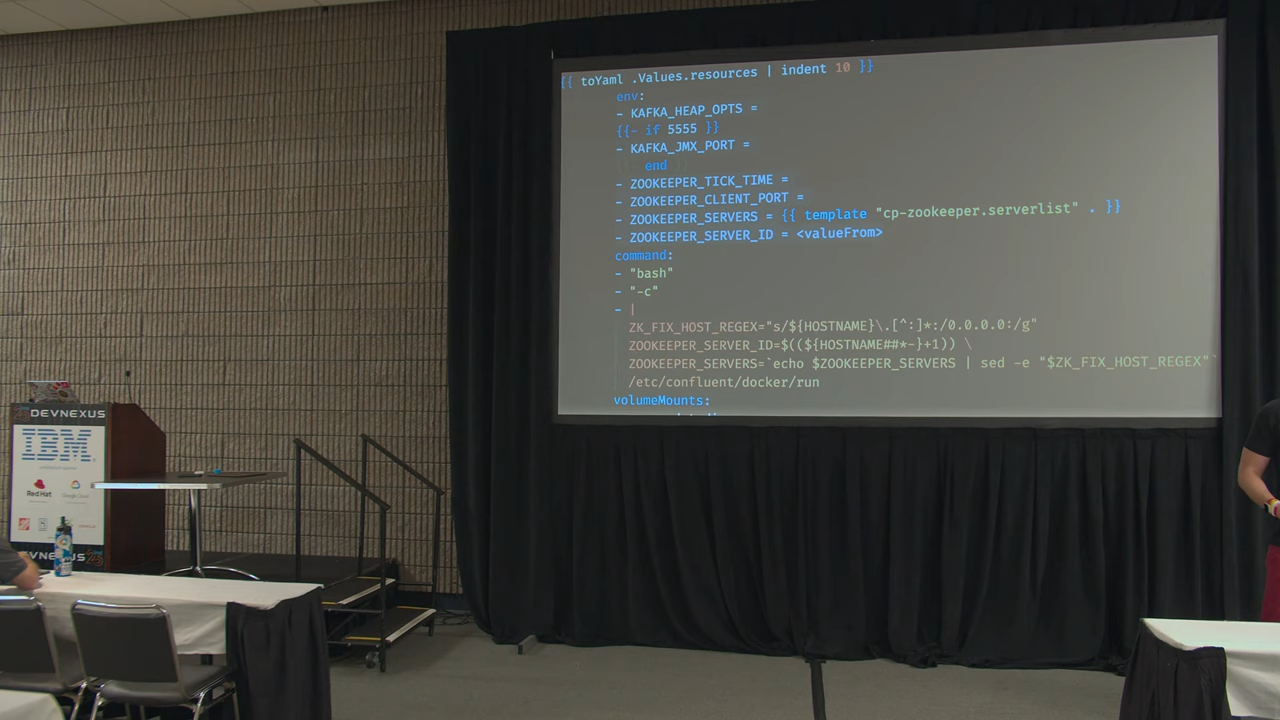 {{ toYaml .Values.resources | indent 10 }}
env:
- KAFKA_HEAP_OPTS =
{{- if 5555 }}
- KAFKA_JMX_PORT =
end
- ZOOKEEPER_TICK_TIME =
- ZOOKEEPER_CLIENT_PORT =
- ZOOKEEPER_SERVERS = {{ template "cp-zookeeper.serverlist" . }}
- ZOOKEEPER_SERVER_ID = <valueFrom>
command:
- "bash"
- "-c"
- |
ZK_FIX_HOST_REGEX="s/${HOSTNAME}\.[^:]*:/0.0.0.0:/g"
ZOOKEEPER_SERVER_ID=$((${HOSTNAME##*-}+1)) \
ZOOKEEPER_SERVERS=`echo $ZOOKEEPER_SERVERS | sed -e "$ZK_FIX_HOST_REGEX"`
/etc/confluent/docker/run
volumeMounts:
DEVNEXUS
IBM
Red Hat
Google Cloud